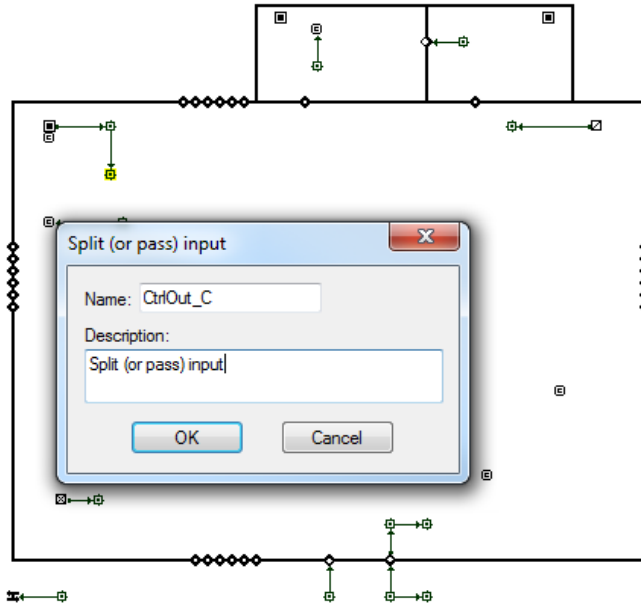 Split (or pass) input
Name: CtrlOut_C
Description:
Split (or pass) input
OK
Cancel